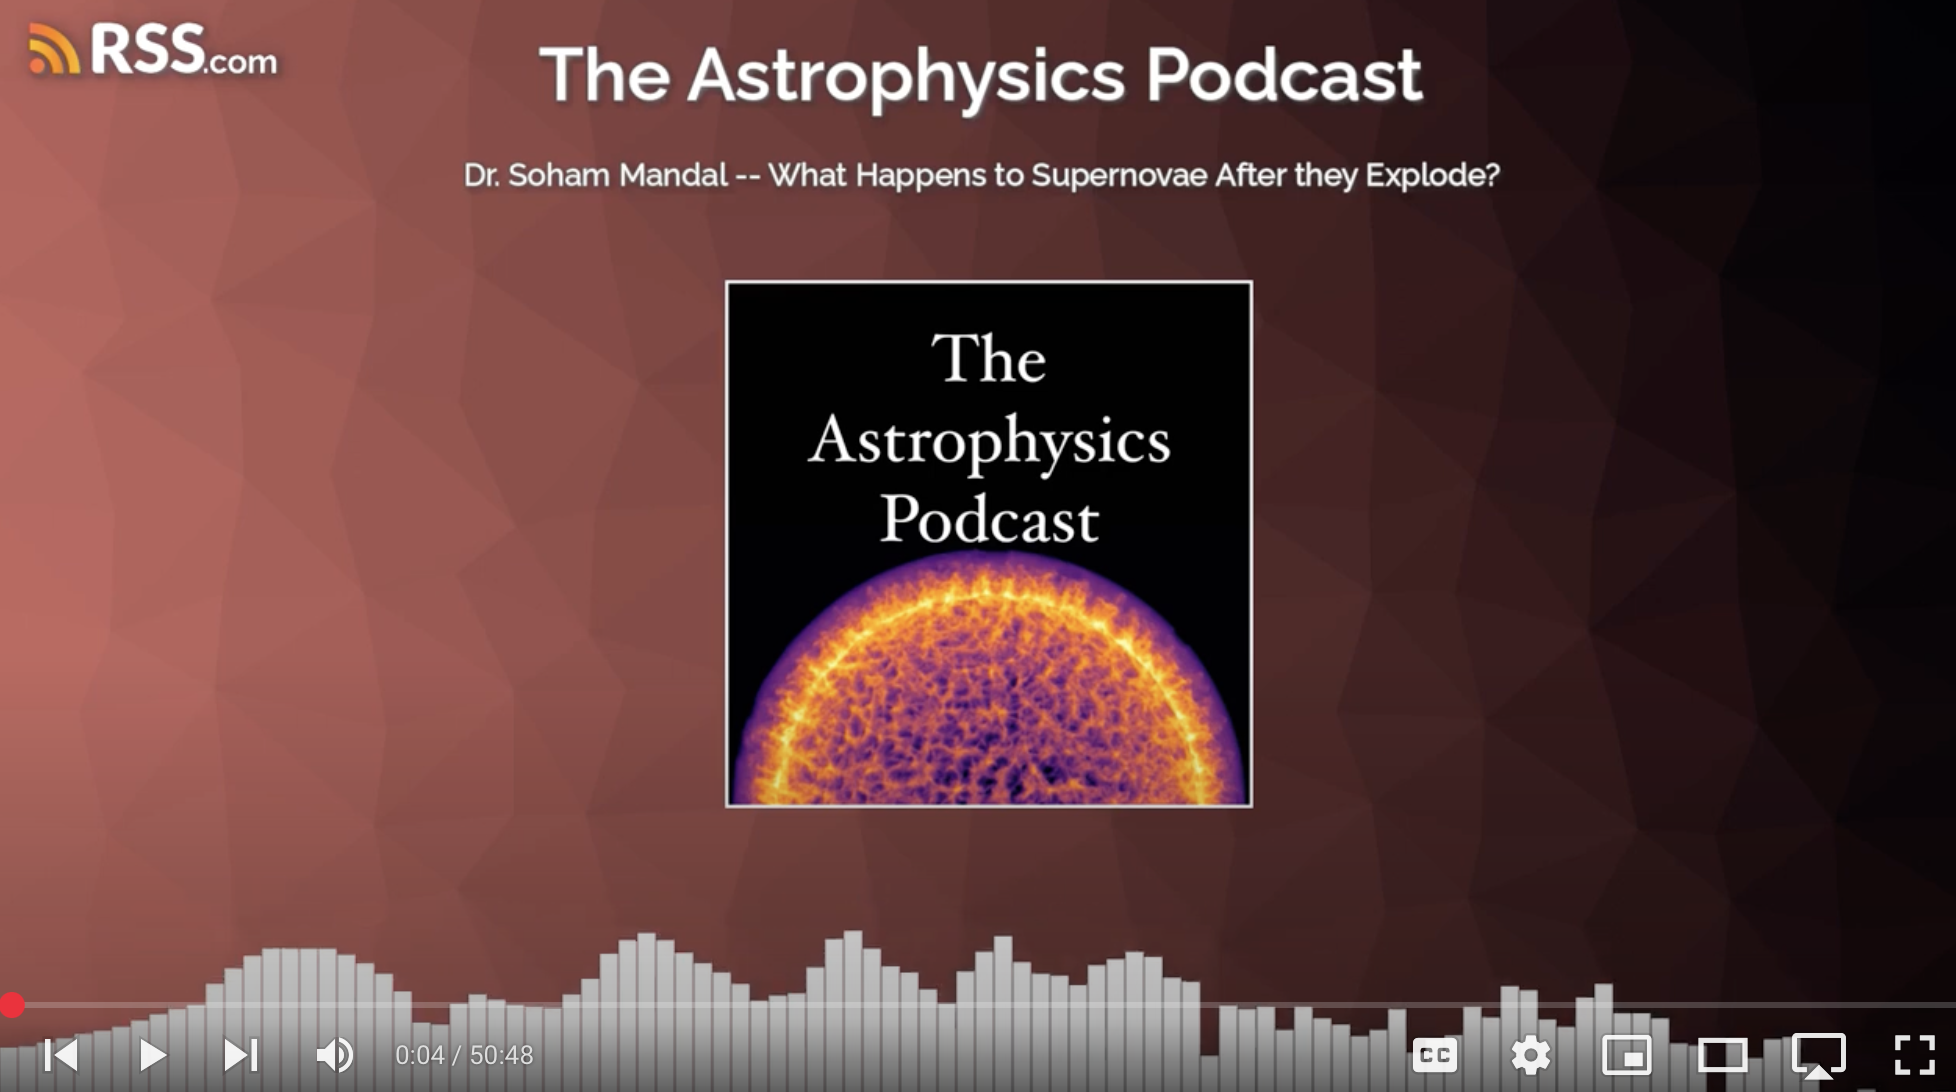 RSS.com
The Astrophysics Podcast
Dr. Soham Mandal -- What Happens to Supernovae After they Explode?
The
Astrophysics
Podcast
0:04 / 50:48
CC